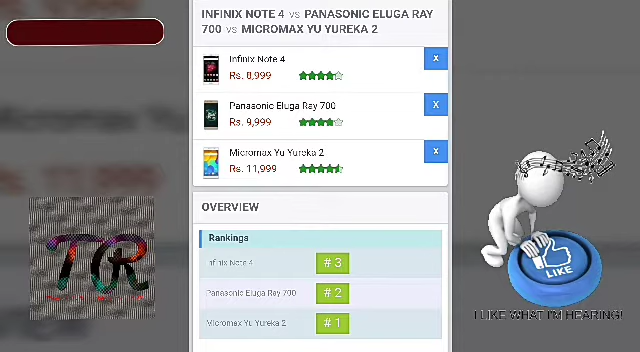 INFINIX NOTE 4 VS PANASONIC ELUGA RAY
700 VS MICROMAX YU YUREKA 2
Infinix Note 4
Rs. 8,999
X
Panasonic Eluga Ray 700
Rs. 9,999
X
Micromax Yu Yureka 2
Rs. 11,999
X
OVERVIEW
Rankings
Infinix Note 4 # 3
Panasonic Eluga Ray 700 # 2
Micromax Yu Yureka 2 # 1
TR
LIKE
I LIKE WHAT I'M HEARING!